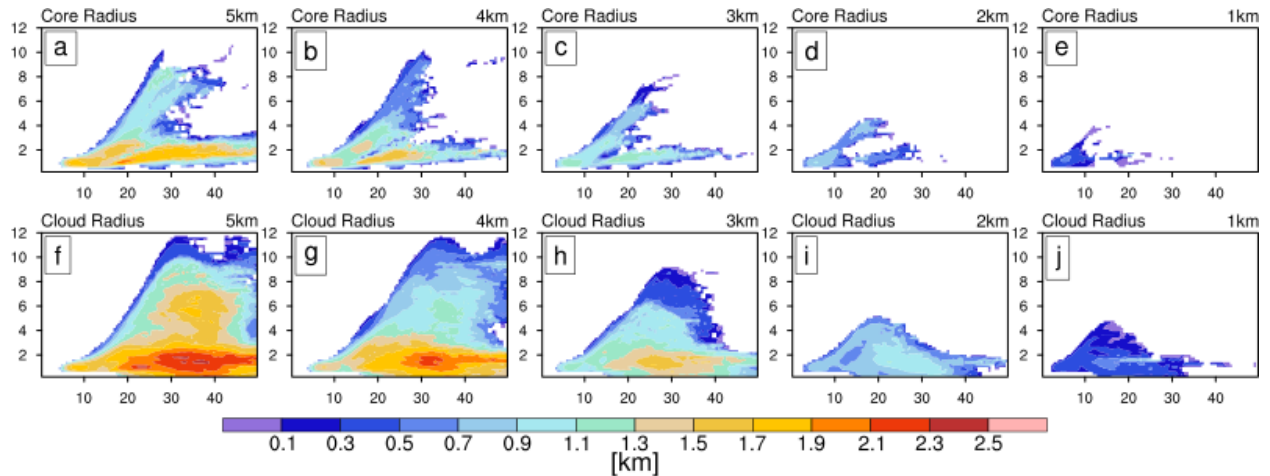 Core Radius 5km Core Radius 4km Core Radius 3km Core Radius 2km Core Radius 1km
12 12 12 12 12
a b c d e
10 10 10 10 10
8 8 8 8 8
6 6 6 6 6
4 4 4 4 4
2 2 2 2 2
10 20 30 40 10 20 30 40 10 20 30 40 10 20 30 40 10 20 30 40
Cloud Radius 5km Cloud Radius 4km Cloud Radius 3km Cloud Radius 2km Cloud Radius 1km
12 12 12 12 12
f g h i j
10 10 10 10 10
8 8 8 8 8
6 6 6 6 6
4 4 4 4 4
2 2 2 2 2
10 20 30 40 10 20 30 40 10 20 30 40 10 20 30 40 10 20 30 40
0.1 0.3 0.5 0.7 0.9 1.1 1.3 1.5 1.7 1.9 2.1 2.3 2.5
[km]